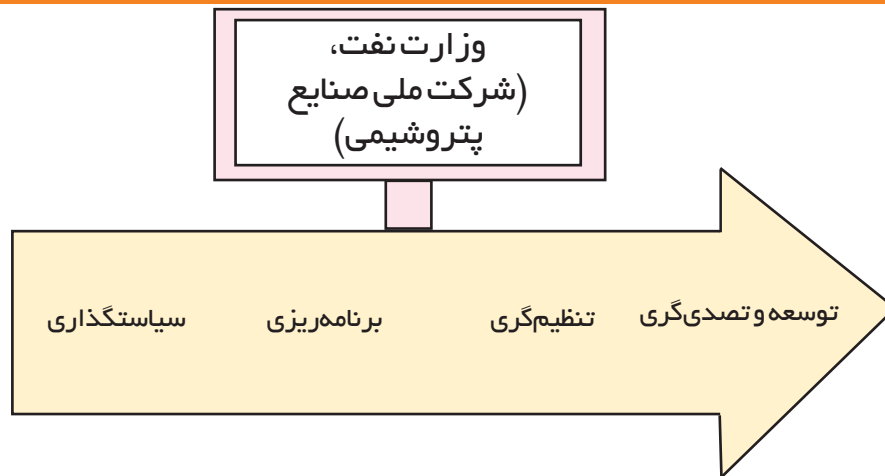 وزارت نفت،
(شرکت ملی صنایع
پتروشیمی)
سیاستگذاری
برنامه‌ریزی
تنظیم‌گری
توسعه و تصدی‌گری